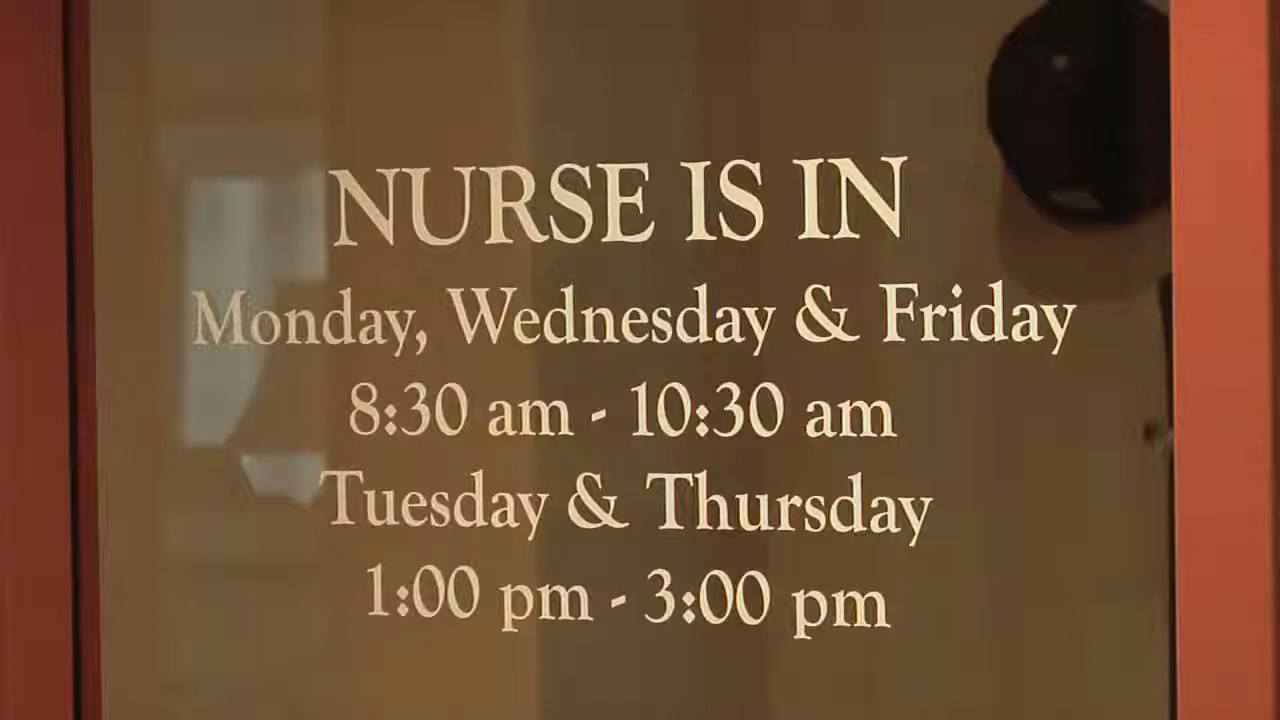 NURSE IS IN
Monday, Wednesday & Friday
8:30 am - 10:30 am
Tuesday & Thursday
1:00 pm - 3:00 pm